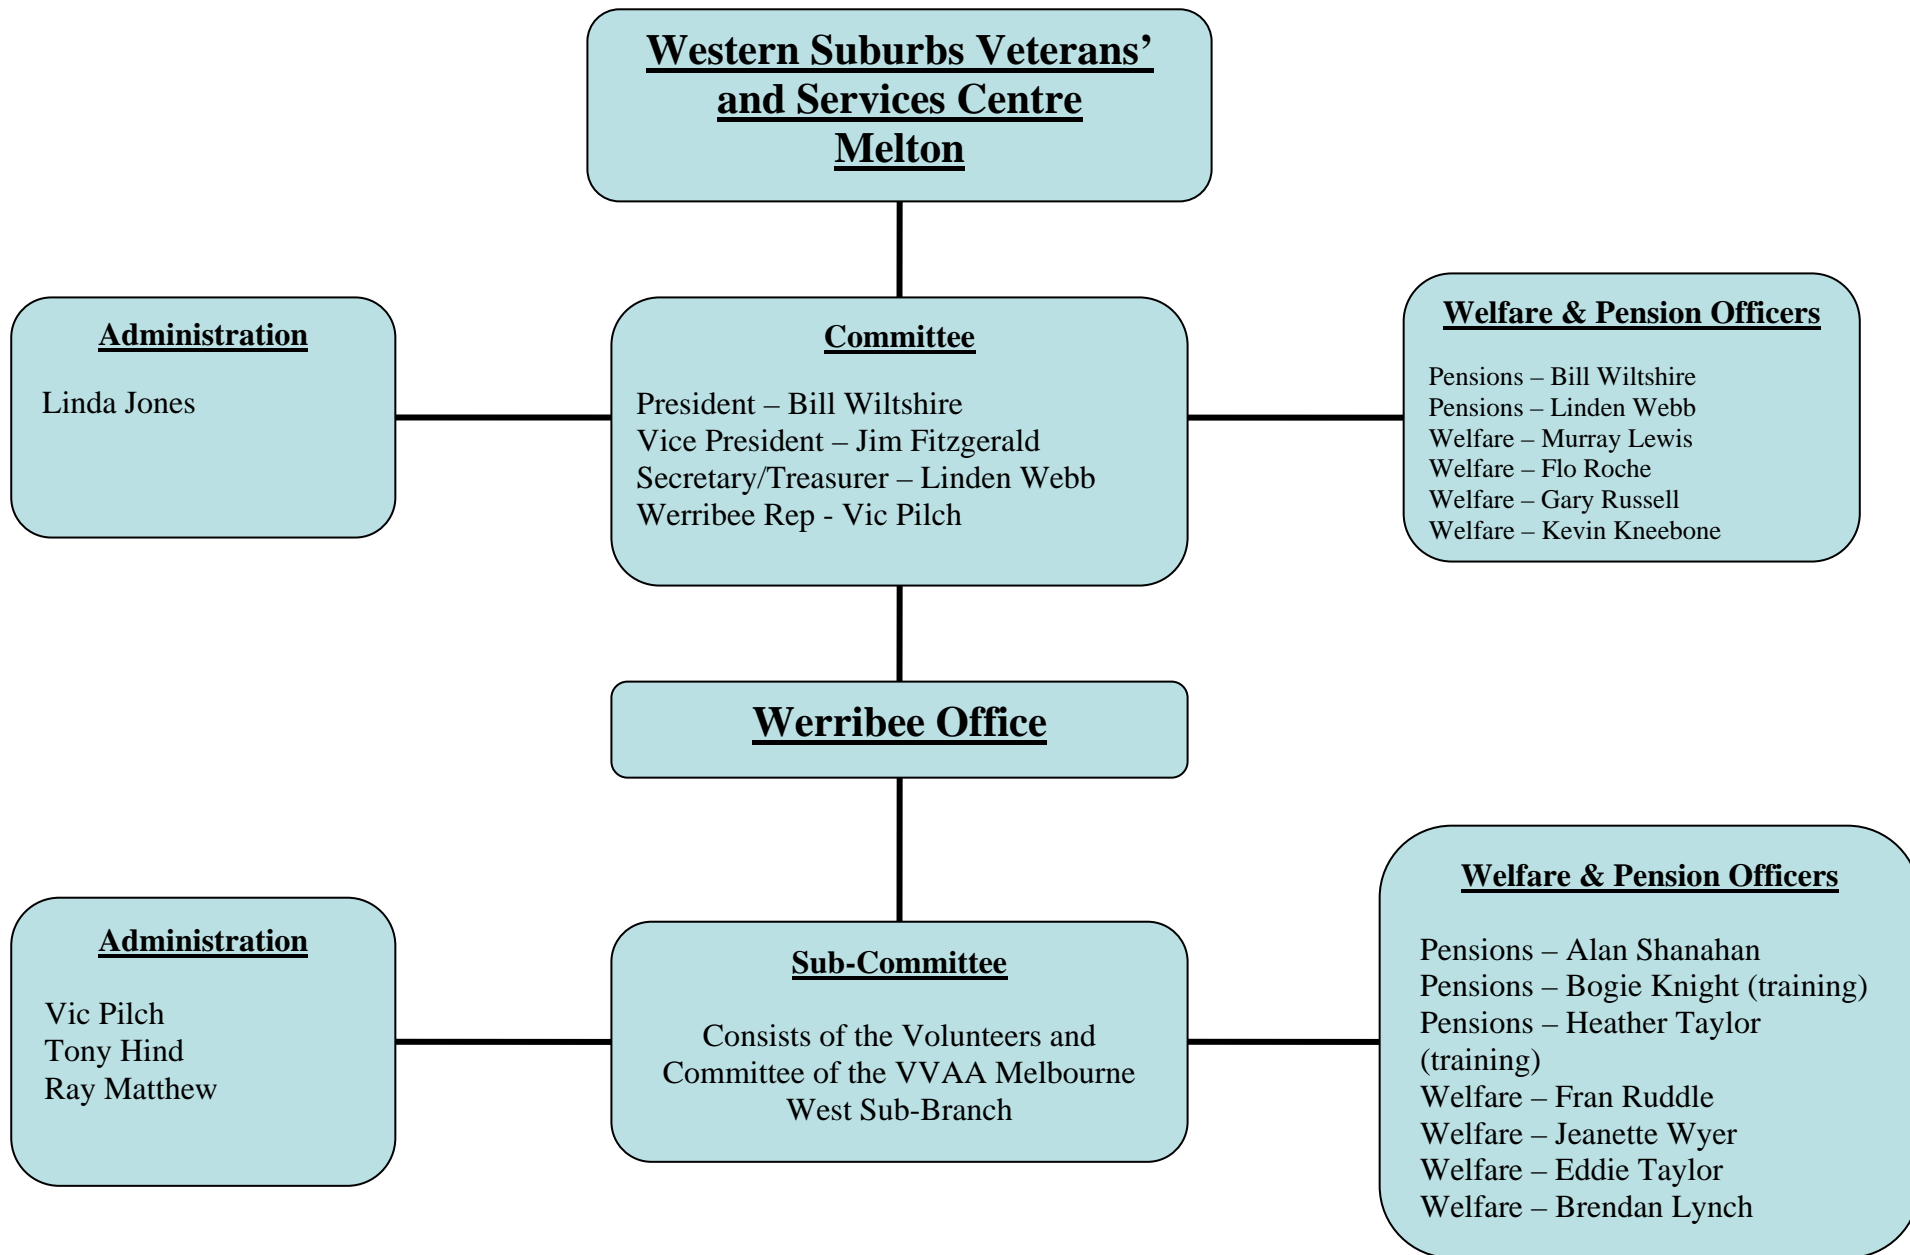 Western Suburbs Veterans’
and Services Centre
Melton
Administration
Linda Jones
Committee
President – Bill Wiltshire
Vice President – Jim Fitzgerald
Secretary/Treasurer – Linden Webb
Werribee Rep - Vic Pilch
Welfare & Pension Officers
Pensions – Bill Wiltshire
Pensions – Linden Webb
Welfare – Murray Lewis
Welfare – Flo Roche
Welfare – Gary Russell
Welfare – Kevin Kneebone
Werribee Office
Administration
Vic Pilch
Tony Hind
Ray Matthew
Sub-Committee
Consists of the Volunteers and
Committee of the VVAA Melbourne
West Sub-Branch
Welfare & Pension Officers
Pensions – Alan Shanahan
Pensions – Bogie Knight (training)
Pensions – Heather Taylor
(training)
Welfare – Fran Ruddle
Welfare – Jeanette Wyer
Welfare – Eddie Taylor
Welfare – Brendan Lynch